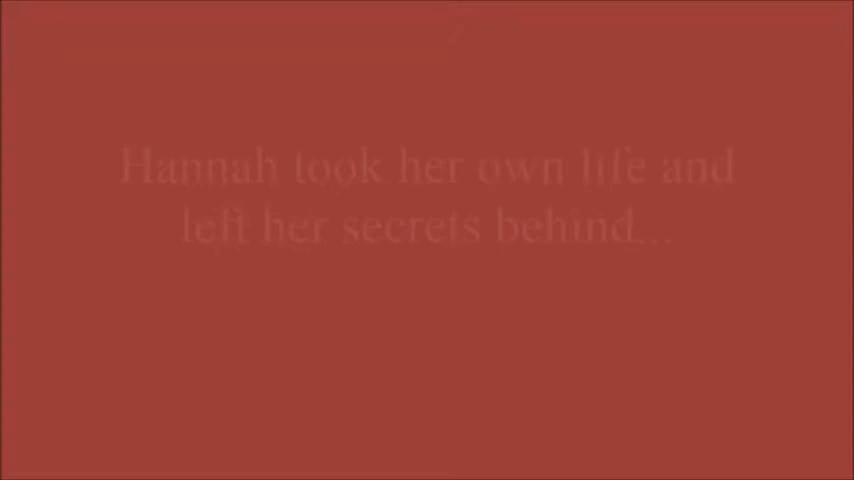 Hannah took her own life and
left her secrets behind...